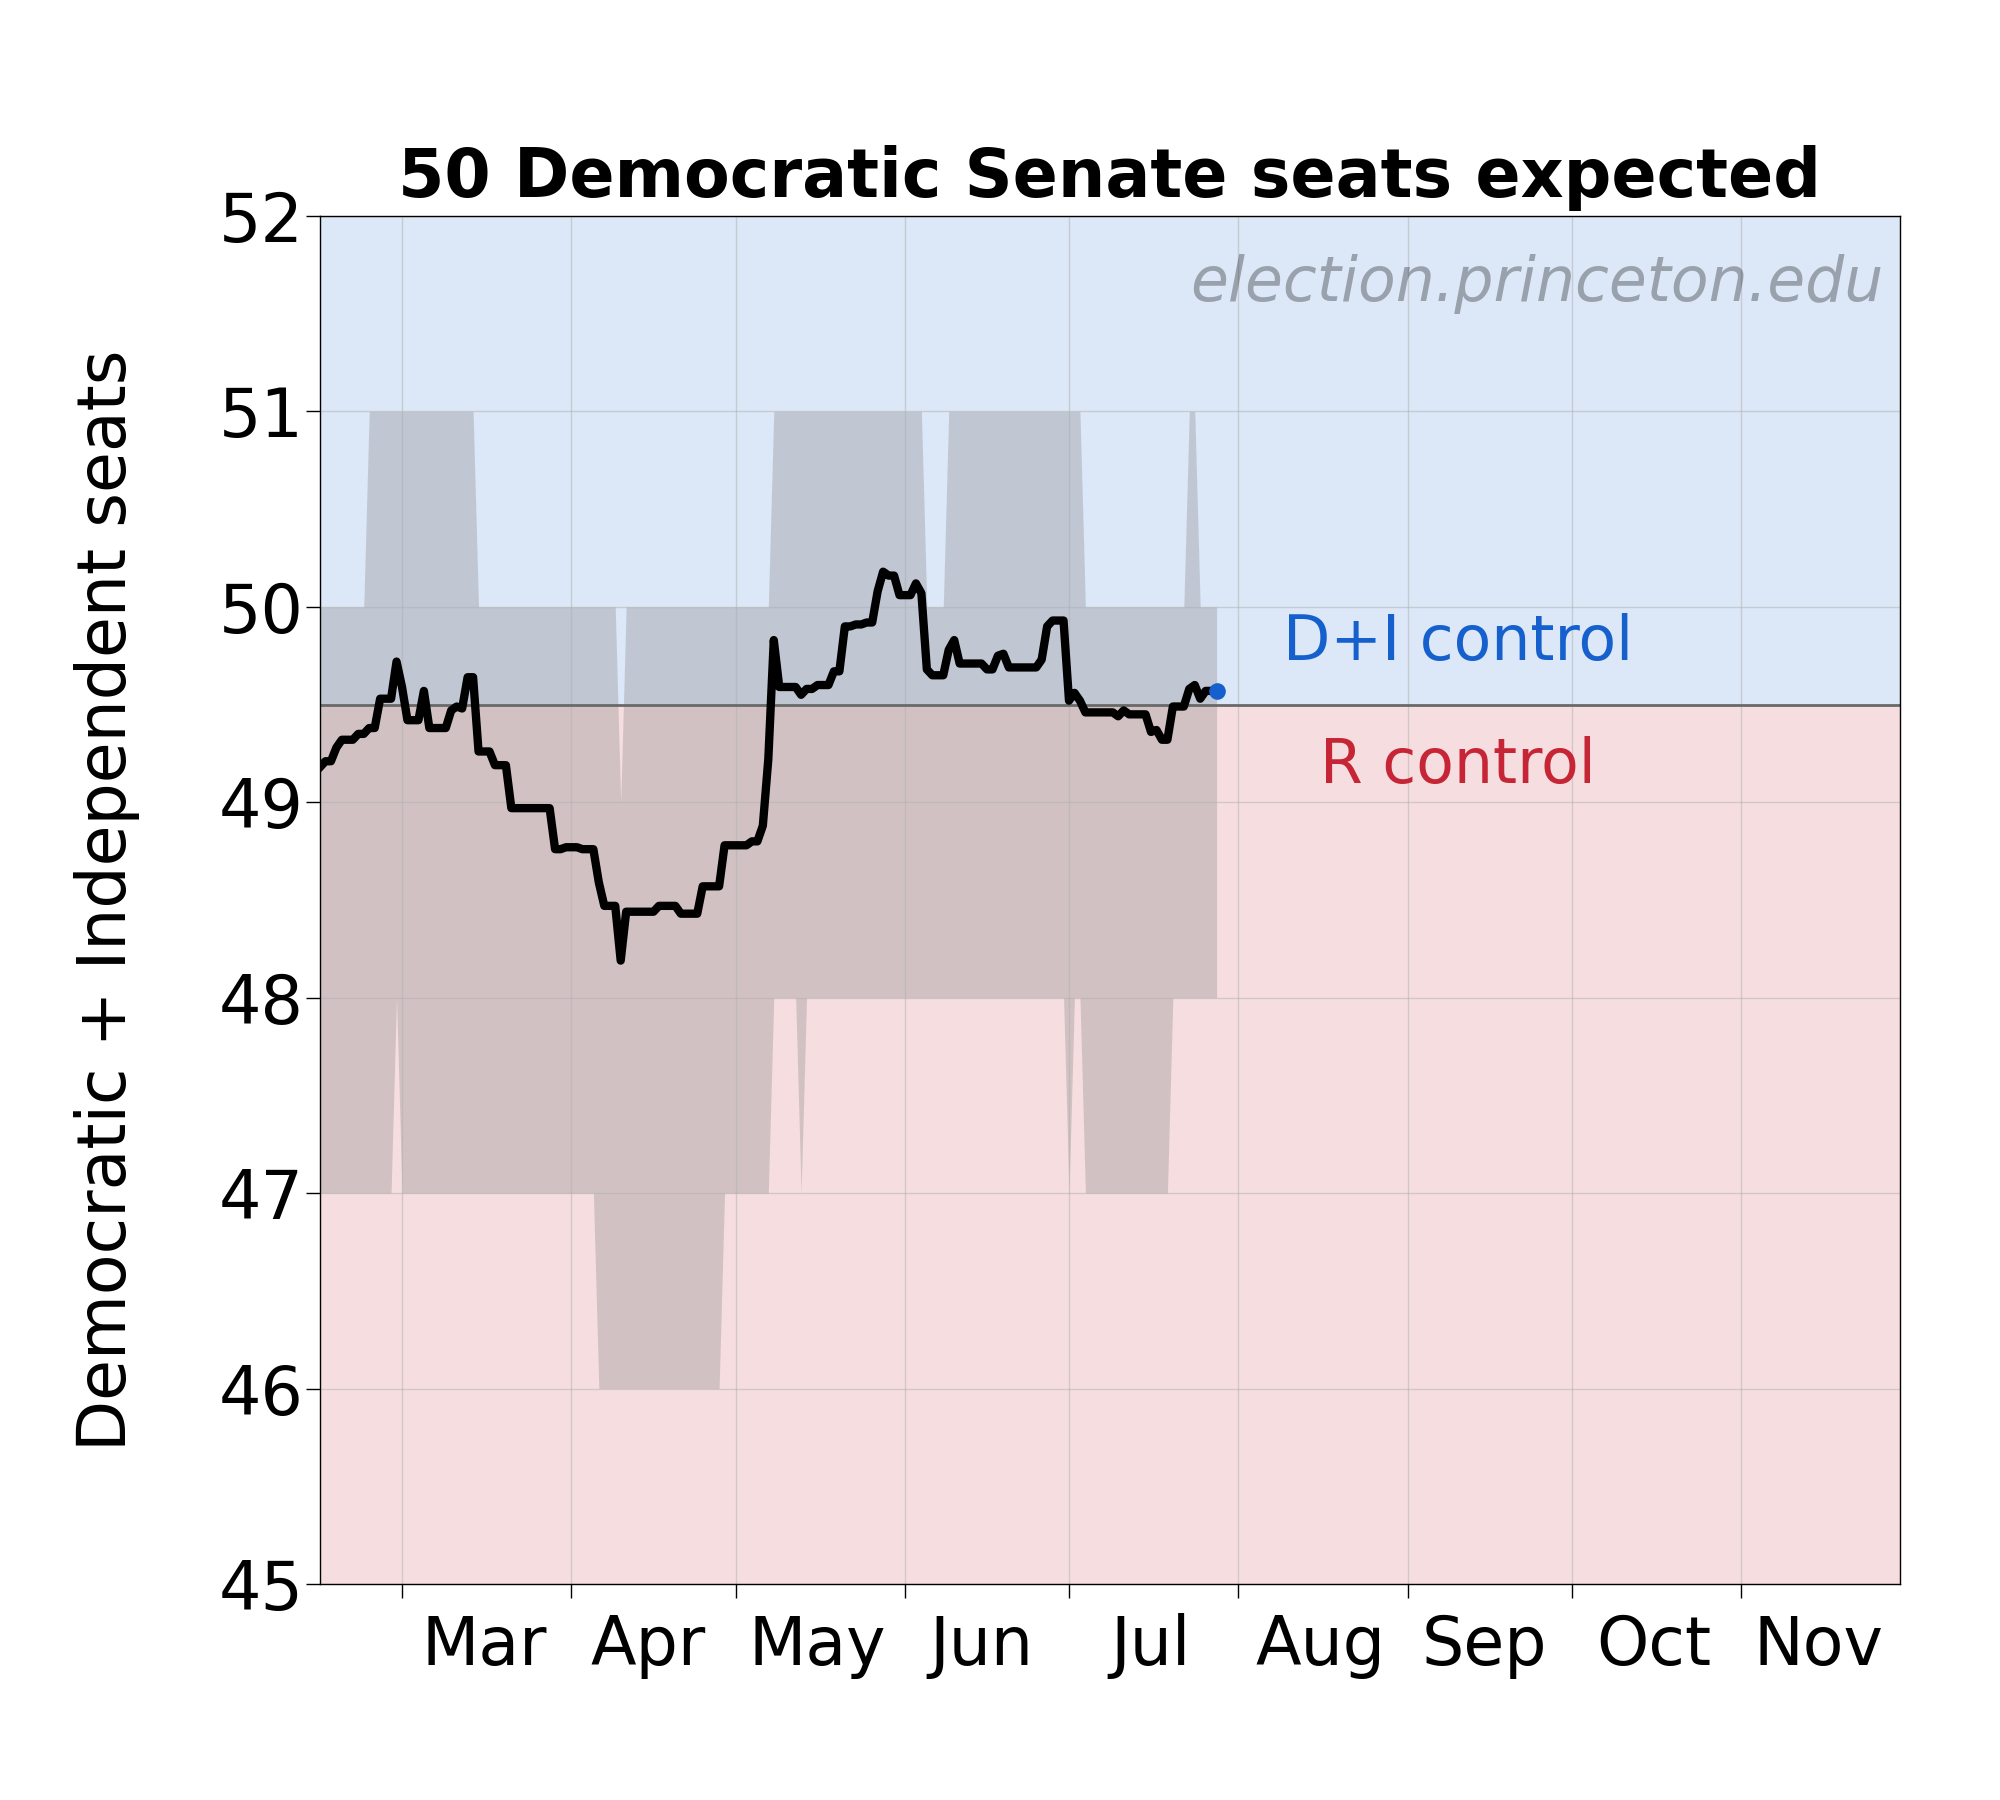 50 Democratic Senate seats expected
election.princeton.edu
Democratic + Independent seats
52
51
50
49
48
47
46
45
D+I control
R control
Mar Apr May Jun Jul Aug Sep Oct Nov